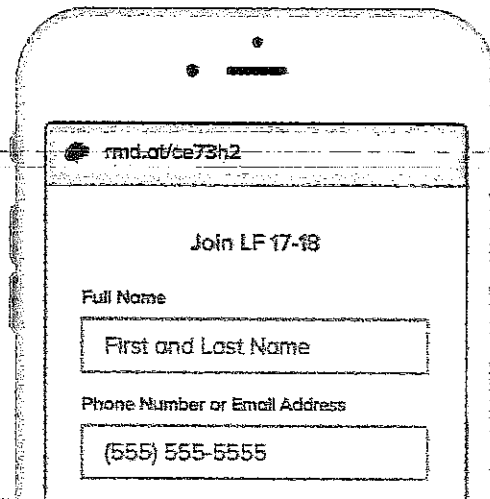 rmd.at/ce73h2
Join LF 17-18
Full Name
First and Last Name
Phone Number or Email Address
(555) 555-5555